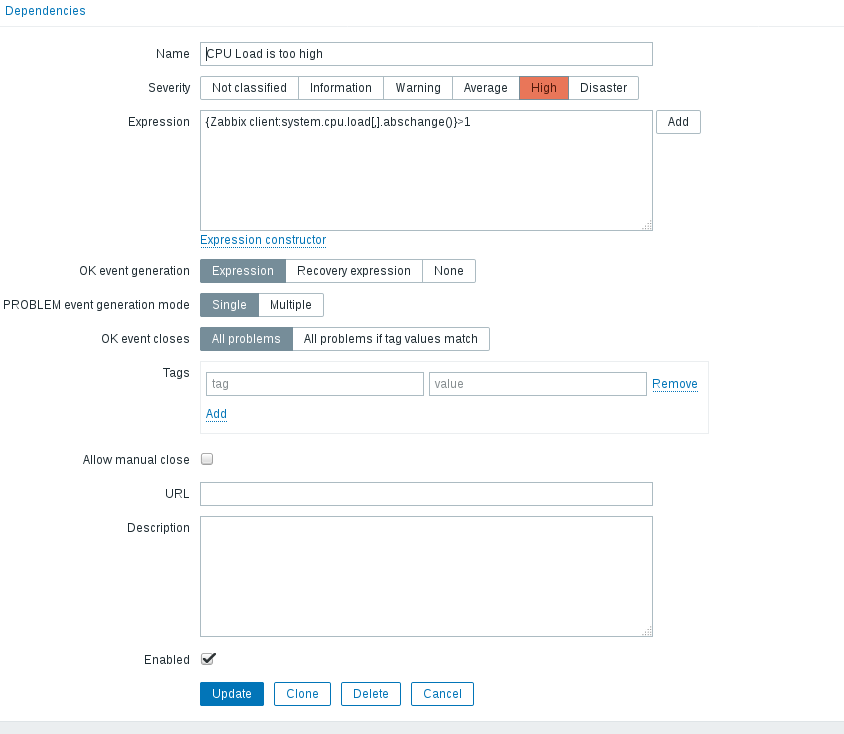 Dependencies
Name CPU Load is too high
Severity Not classified Information Warning Average High Disaster
Expression {Zabbix client:system.cpu.load[,].abschange()}>1 Add
Expression constructor
OK event generation Expression Recovery expression None
PROBLEM event generation mode Single Multiple
OK event closes All problems All problems if tag values match
Tags tag value Remove
Add
Allow manual close
URL
Description
Enabled
Update Clone Delete Cancel